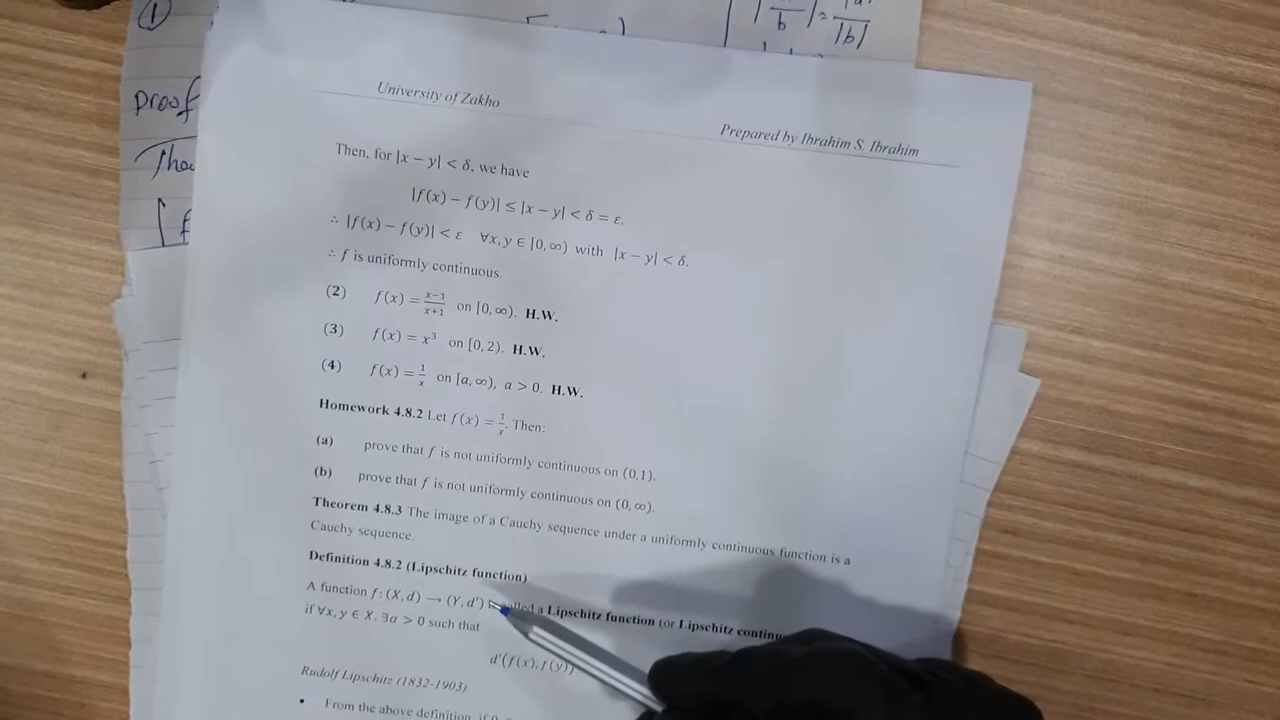 ①
b
|b|
proof
University of Zakho
Prepared by Ibrahim S. Ibrahim
Then, for |x − y| < δ, we have
|f(x) − f(y)| ≤ |x − y| < δ = ε.
∴ |f(x) − f(y)| < ε ∀x, y ∈ [0, ∞) with |x − y| < δ.
∴ f is uniformly continuous.
(2) f(x) = x−1/x+1 on [0, ∞). H.W.
(3) f(x) = x³ on [0, 2). H.W.
(4) f(x) = 1/x on [a, ∞), a > 0. H.W.
Homework 4.8.2 Let f(x) = 1/x. Then:
(a) prove that f is not uniformly continuous on (0,1).
(b) prove that f is not uniformly continuous on (0, ∞).
Theorem 4.8.3 The image of a Cauchy sequence under a uniformly continuous function is a
Cauchy sequence.
Definition 4.8.2 (Lipschitz function)
A function f: (X, d) → (Y, d′) a Lipschitz function (or Lipschitz
if ∀x, y ∈ X, ∃α > 0 such that
d′(f(x), f(y))
Rudolf Lipschitz (1832-1903)
• From the above definition, if